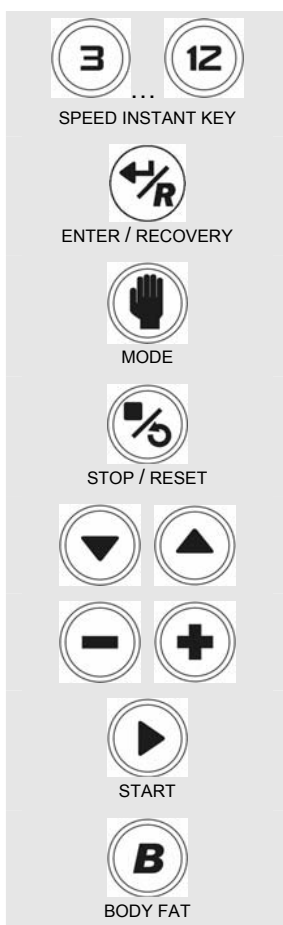 3 ... 12
SPEED INSTANT KEY
R
ENTER / RECOVERY
MODE
STOP / RESET
START
B
BODY FAT